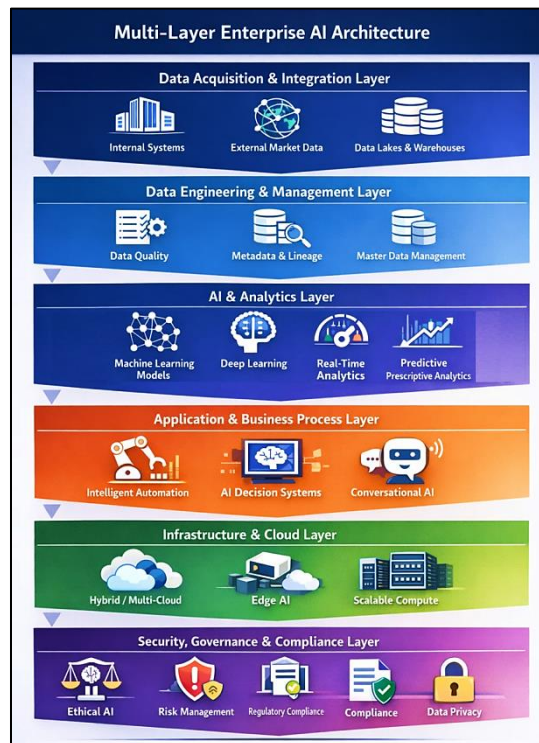 Multi-Layer Enterprise AI Architecture
Data Acquisition & Integration Layer
Internal Systems
External Market Data
Data Lakes & Warehouses
Data Engineering & Management Layer
Data Quality
Metadata & Lineage
Master Data Management
AI & Analytics Layer
Machine Learning
Models
Deep Learning
Real-Time
Analytics
Predictive
Prescriptive Analytics
Application & Business Process Layer
Intelligent Automation
AI Decision Systems
Conversational AI
Infrastructure & Cloud Layer
Hybrid / Multi-Cloud
Edge AI
Scalable Compute
Security, Governance & Compliance Layer
Ethical AI
Risk Management
Regulatory Compliance
Compliance
Data Privacy